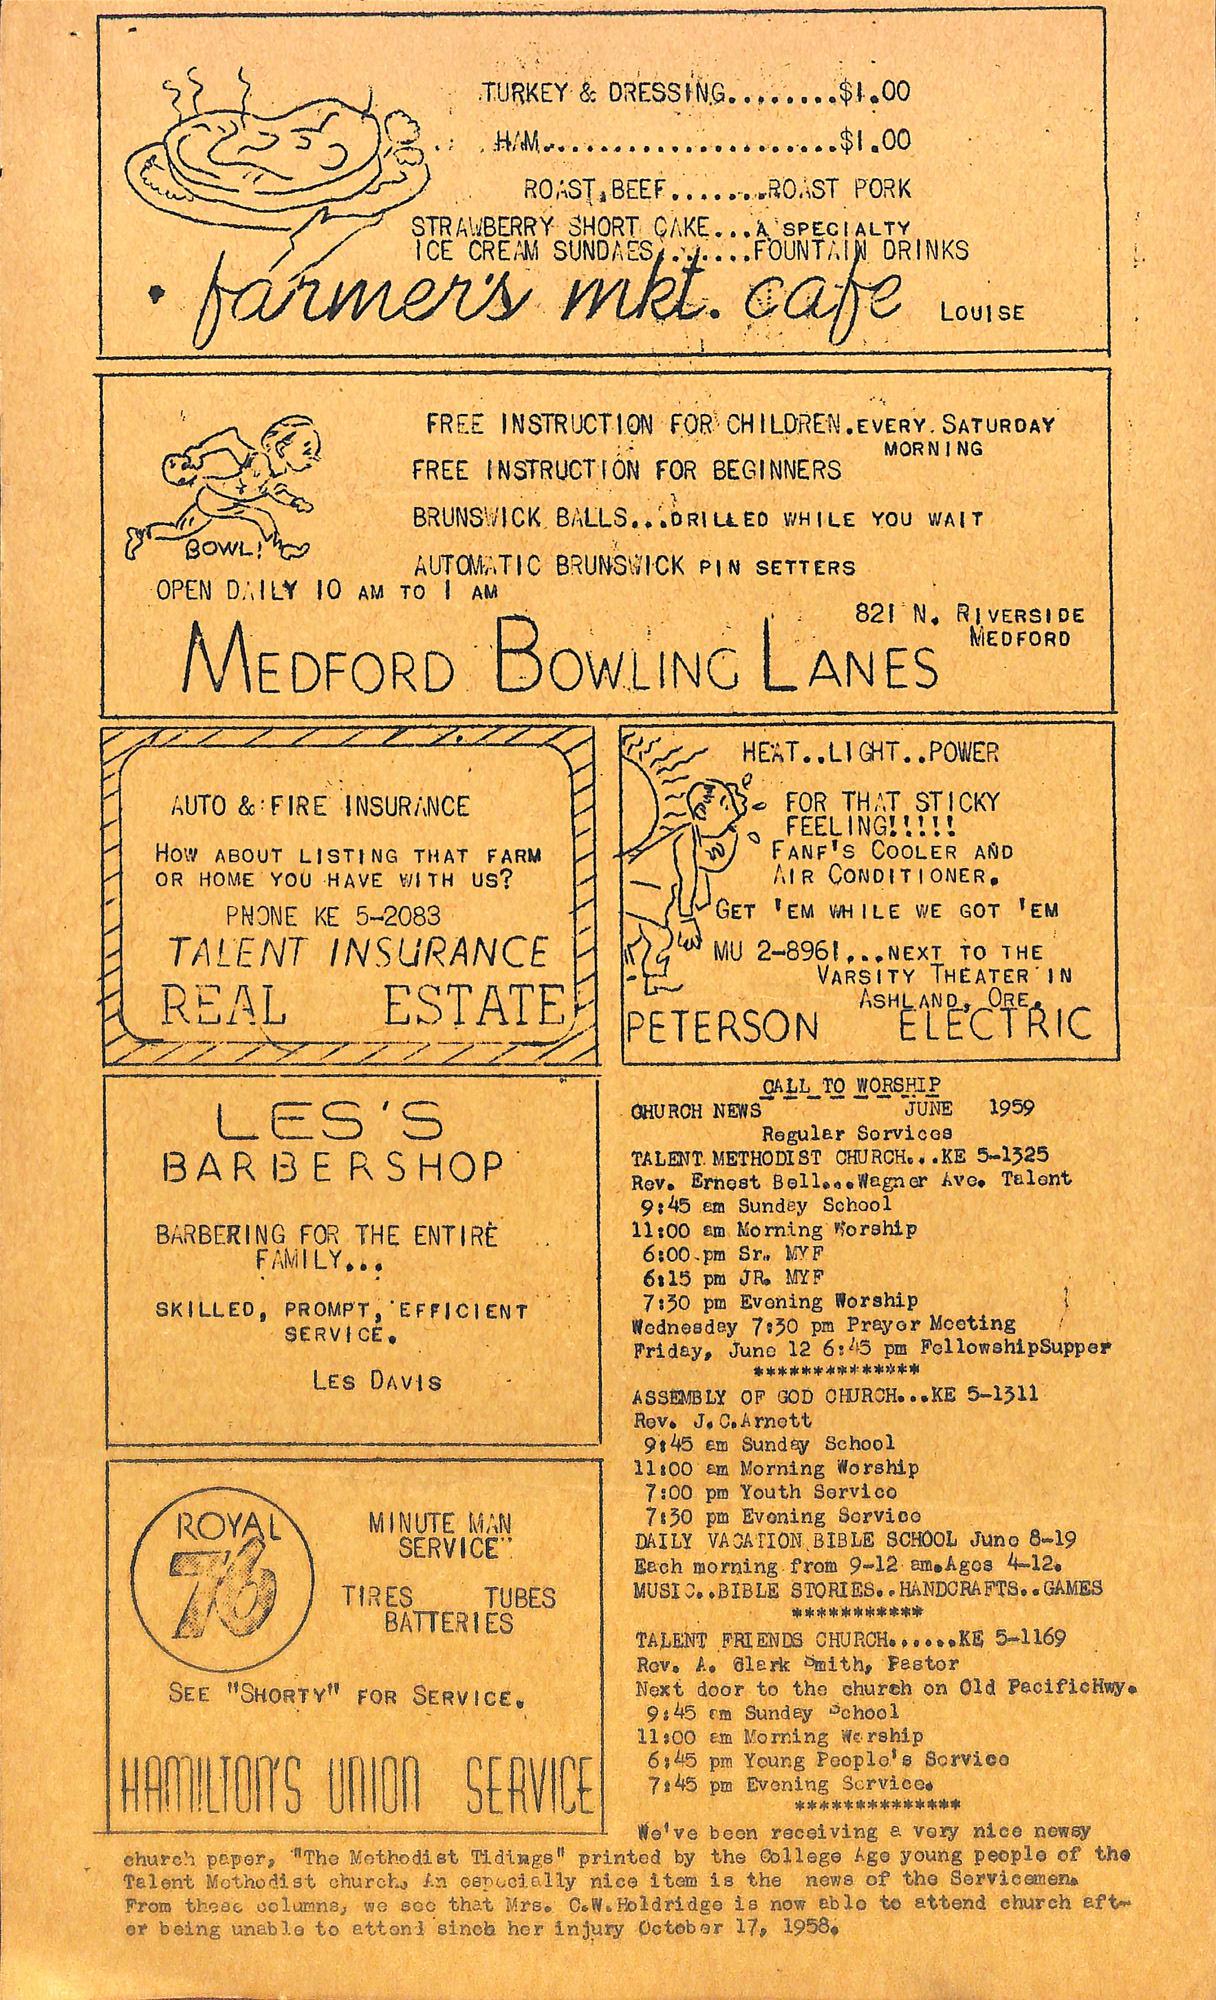 TURKEY & DRESSING.........$1.00
HAM........................$1.00
ROAST BEEF........ROAST PORK
STRAWBERRY SHORT CAKE...A SPECIALTY
ICE CREAM SUNDAES.......FOUNTAIN DRINKS
farmer's mkt. cafe LOUISE
FREE INSTRUCTION FOR CHILDREN.EVERY SATURDAY
MORNING
FREE INSTRUCTION FOR BEGINNERS
BRUNSWICK BALLS...DRILLED WHILE YOU WAIT
BOWL!
AUTOMATIC BRUNSWICK PIN SETTERS
OPEN DAILY 10 AM TO 1 AM
821 N. RIVERSIDE
MEDFORD
MEDFORD BOWLING LANES
AUTO & FIRE INSURANCE
HOW ABOUT LISTING THAT FARM
OR HOME YOU HAVE WITH US?
PHONE KE 5-2083
TALENT INSURANCE
REAL ESTATE
HEAT..LIGHT..POWER
FOR THAT STICKY
FEELING!!!!!
FANF'S COOLER AND
AIR CONDITIONER.
GET 'EM WHILE WE GOT 'EM
MU 2-8961...NEXT TO THE
VARSITY THEATER IN
ASHLAND, ORE.
PETERSON ELECTRIC
LES'S
BARBERSHOP
BARBERING FOR THE ENTIRE
FAMILY...
SKILLED, PROMPT, EFFICIENT
SERVICE.
LES DAVIS
ROYAL
76
MINUTE MAN
SERVICE"
TIRES TUBES
BATTERIES
SEE "SHORTY" FOR SERVICE.
HAMILTON'S UNION SERVICE
CALL TO WORSHIP
CHURCH NEWS JUNE 1959
Regular Services
TALENT METHODIST CHURCH...KE 5-1325
Rev. Ernest Bell...Wagner Ave. Talent
9:45 am Sunday School
11:00 am Morning Worship
6:00 pm Sr. MYF
6:15 pm JR. MYF
7:30 pm Evening Worship
Wednesday 7:30 pm Prayer Meeting
Friday, June 12 6:45 pm FellowshipSupper
**************
ASSEMBLY OF GOD CHURCH...KE 5-1311
Rev. J.C.Arnett
9:45 am Sunday School
11:00 am Morning Worship
7:00 pm Youth Service
7:30 pm Evening Service
DAILY VACATION BIBLE SCHOOL June 8-19
Each morning from 9-12 am.Ages 4-12.
MUSIC..BIBLE STORIES..HANDCRAFTS..GAMES
***********
TALENT FRIENDS CHURCH......KE 5-1169
Rev. A. Clark Smith, Pastor
Next door to the church on Old PacificHwy.
9:45 am Sunday School
11:00 am Morning Worship
6:45 pm Young People's Service
7:45 pm Evening Service.
**************
We've been receiving a very nice newsy
church paper, "The Methodist Tidings" printed by the College Age young people of the
Talent Methodist church. An especially nice item is the news of the Servicemen.
From these columns, we see that Mrs. C.W.Holdridge is now able to attend church aft-
er being unable to attend since her injury October 17, 1958.